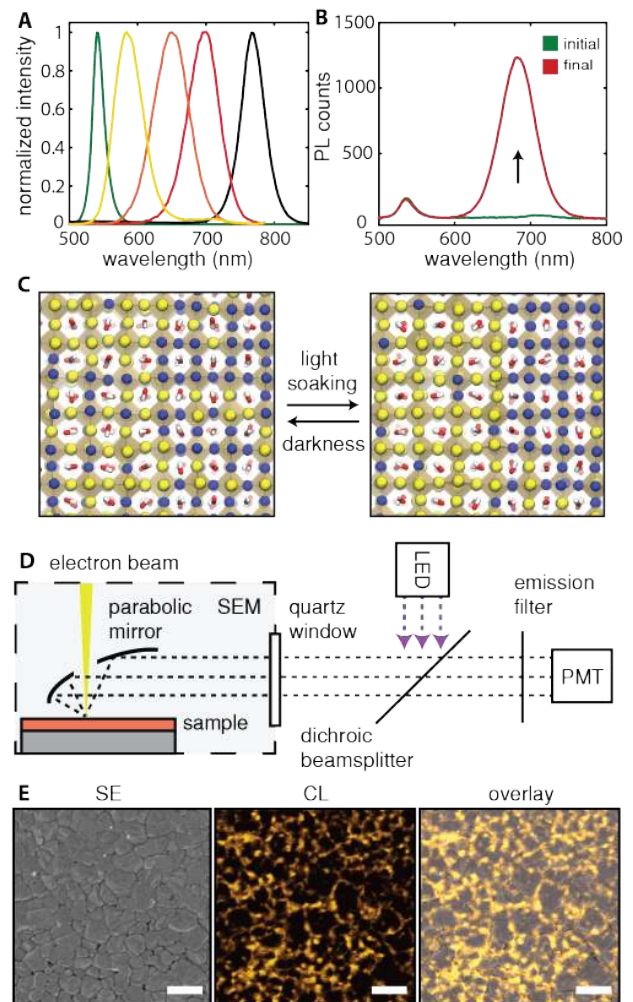 A
normalized intensity
1
0.8
0.6
0.4
0.2
0
500
600
700
800
wavelength (nm)
B
PL counts
1500
1000
500
0
initial
final
500
600
700
800
wavelength (nm)
C
light
soaking
darkness
D
electron beam
parabolic
mirror
SEM
sample
quartz
window
LED
dichroic
beamsplitter
emission
filter
PMT
E
SE
CL
overlay